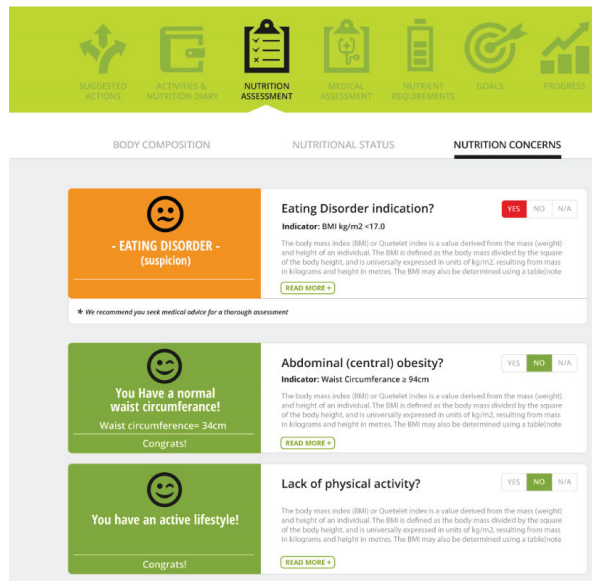 SUGGESTED ACTIONS
ACTIVITIES & NUTRITION DIARY
NUTRITION ASSESSMENT
MEDICAL ASSESSMENT
NUTRIENT REQUIREMENTS
GOALS
PROGRESS
BODY COMPOSITION
NUTRITIONAL STATUS
NUTRITION CONCERNS
- EATING DISORDER -
(suspicion)
Eating Disorder indication?
YES NO N/A
Indicator: BMI kg/m2 <17.0
The body mass index (BMI) or Quetelet index is a value derived from the mass (weight)
and height of an individual. The BMI is defined as the body mass divided by the square
of the body height, and is universally expressed in units of kg/m2, resulting from mass
in kilograms and height in metres. The BMI may also be determined using a table[note
READ MORE +
* We recommend you seek medical advice for a thorough assessment
You Have a normal
waist circumferance!
Waist circumference= 34cm
Congrats!
Abdominal (central) obesity?
YES NO N/A
Indicator: Waist Circumferance ≥ 94cm
The body mass index (BMI) or Quetelet index is a value derived from the mass (weight)
and height of an individual. The BMI is defined as the body mass divided by the square
of the body height, and is universally expressed in units of kg/m2, resulting from mass
in kilograms and height in metres. The BMI may also be determined using a table[note
READ MORE +
You have an active lifestyle!
Congrats!
Lack of physical activity?
YES NO N/A
The body mass index (BMI) or Quetelet index is a value derived from the mass (weight)
and height of an individual. The BMI is defined as the body mass divided by the square
of the body height, and is universally expressed in units of kg/m2, resulting from mass
in kilograms and height in metres. The BMI may also be determined using a table[note
READ MORE +